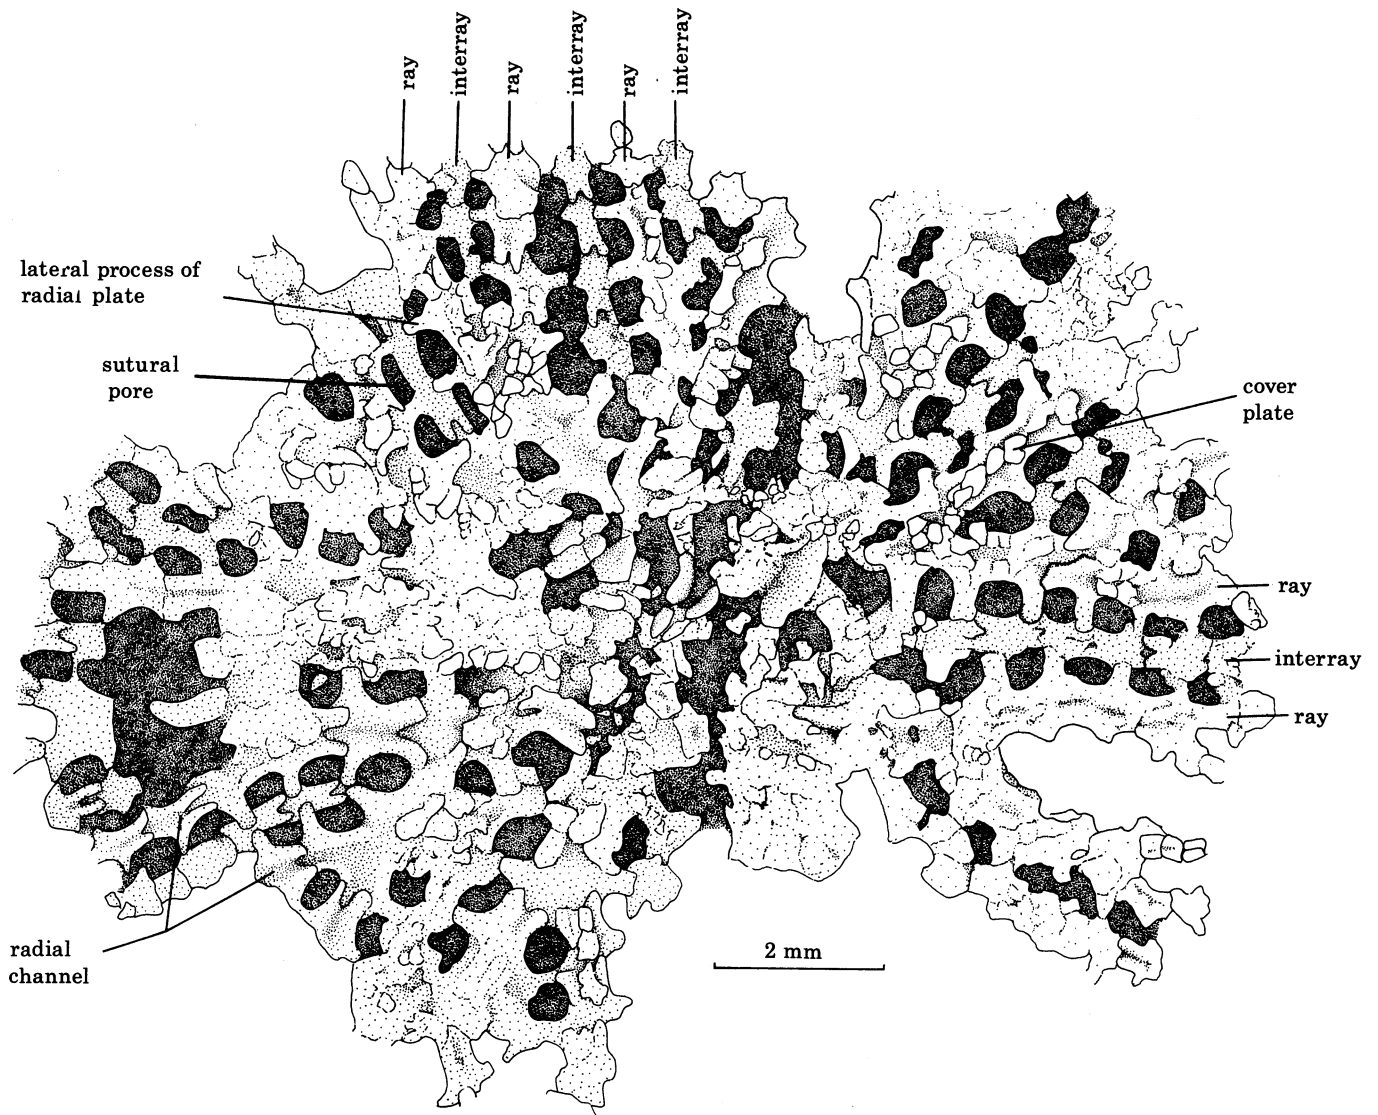 ray
interray
ray
interray
ray
interray
lateral process of
radial plate
sutural
pore
cover
plate
ray
interray
ray
radial
channel
2 mm